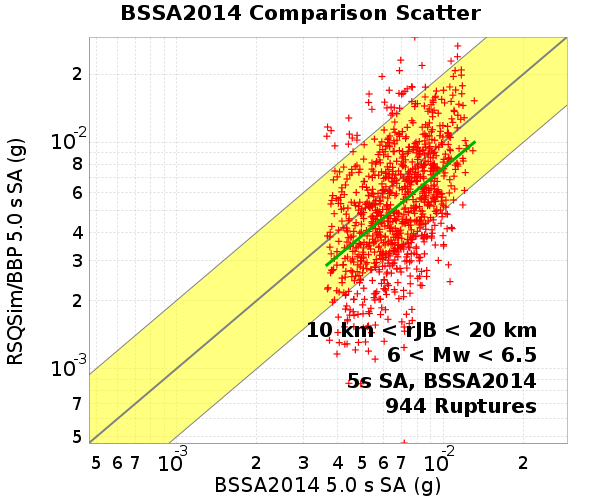 BSSA2014 Comparison Scatter
RSQSim/BBP 5.0 s SA (g)
2
10-2
8
6
4
3
2
10-3
7
5
10 km < rJB < 20 km
6 < Mw < 6.5
5s SA, BSSA2014
944 Ruptures
5 6 7 10-3 2 3 4 5 6 7 10-2 2
BSSA2014 5.0 s SA (g)